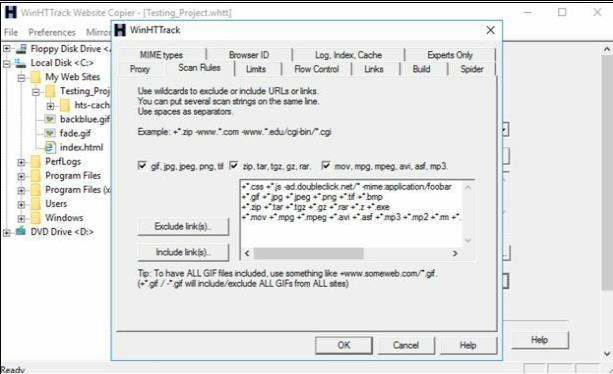 WinHTTrack Website Copier - [Testing_Project.whtt]
File Preferences Mirror
Floppy Disk Drive <A
Local Disk <C:>
My Web Sites
Testing_Proj
hts-cach
backblue.gif
fade.gif
index.html
PerfLogs
Program Files
Program Files (x
Users
Windows
DVD Drive <D:>
Ready
WinHTTrack
MIME types Browser ID Log, Index, Cache Experts Only
Proxy Scan Rules Limits Flow Control Links Build Spider
Use wildcards to exclude or include URLs or links.
You can put several scan strings on the same line.
Use spaces as separators.
Example: +*.zip -www.*.com -www.*.edu/cgi-bin/*.cgi
gif, jpg, jpeg, png, tif zip, tar, tgz, gz, rar. mov, mpg, mpeg, avi, asf, mp3.
+*.css +*.js -ad.doubleclick.net/* -mime:application/foobar
+*.gif +*.jpg +*.jpeg +*.png +*.tif +*.bmp
+*.zip +*.tar +*.tgz +*.gz +*.rar +*.z +*.exe
+*.mov +*.mpg +*.mpeg +*.avi +*.asf +*.mp3 +*.mp2 +*.rm +*.
Exclude link(s)..
Include link(s)..
Tip: To have ALL GIF files included, use something like +www.someweb.com/*.gif.
(+*.gif / -*.gif will include/exclude ALL GIFs from ALL sites)
OK Cancel Help
Help